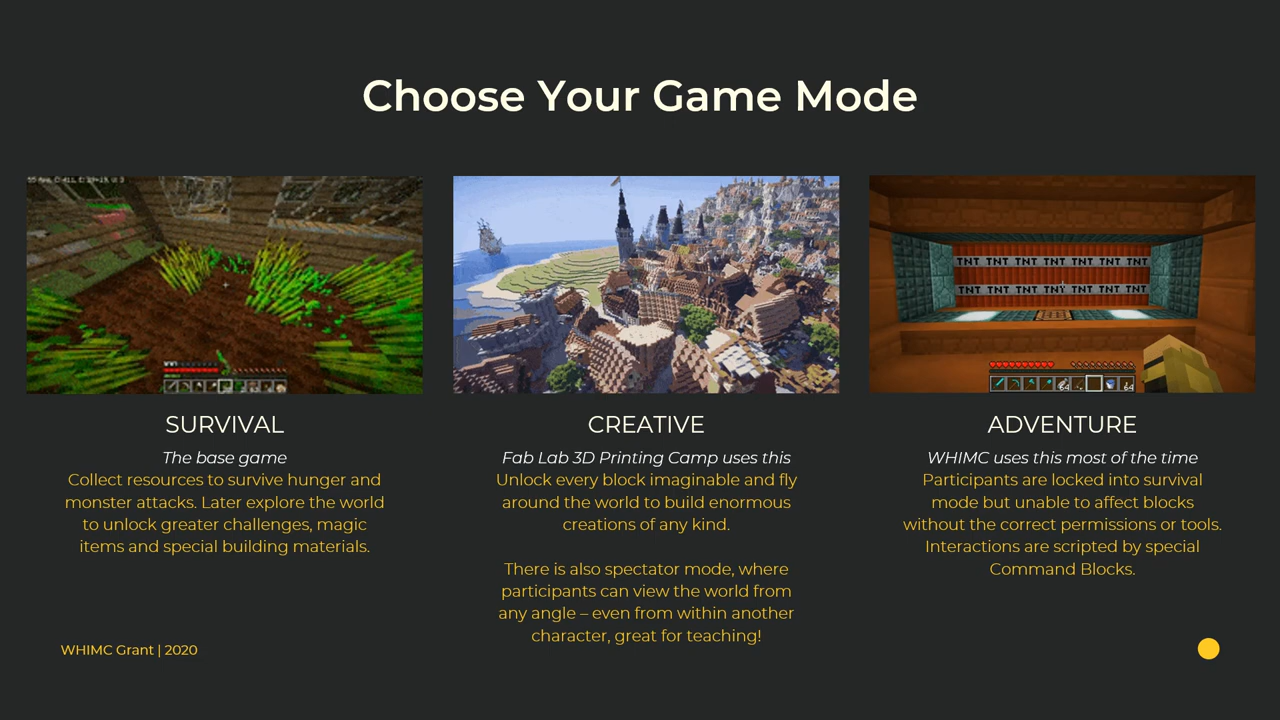 Choose Your Game Mode
TNT TNT TNT TNT TNT TNT TNT
TNT TNT TNT TNT TNT TNT TNT
64
64
SURVIVAL
The base game
Collect resources to survive hunger and
monster attacks. Later explore the world
to unlock greater challenges, magic
items and special building materials.
CREATIVE
Fab Lab 3D Printing Camp uses this
Unlock every block imaginable and fly
around the world to build enormous
creations of any kind.
There is also spectator mode, where
participants can view the world from
any angle – even from within another
character, great for teaching!
ADVENTURE
WHIMC uses this most of the time
Participants are locked into survival
mode but unable to affect blocks
without the correct permissions or tools.
Interactions are scripted by special
Command Blocks.
WHIMC Grant | 2020